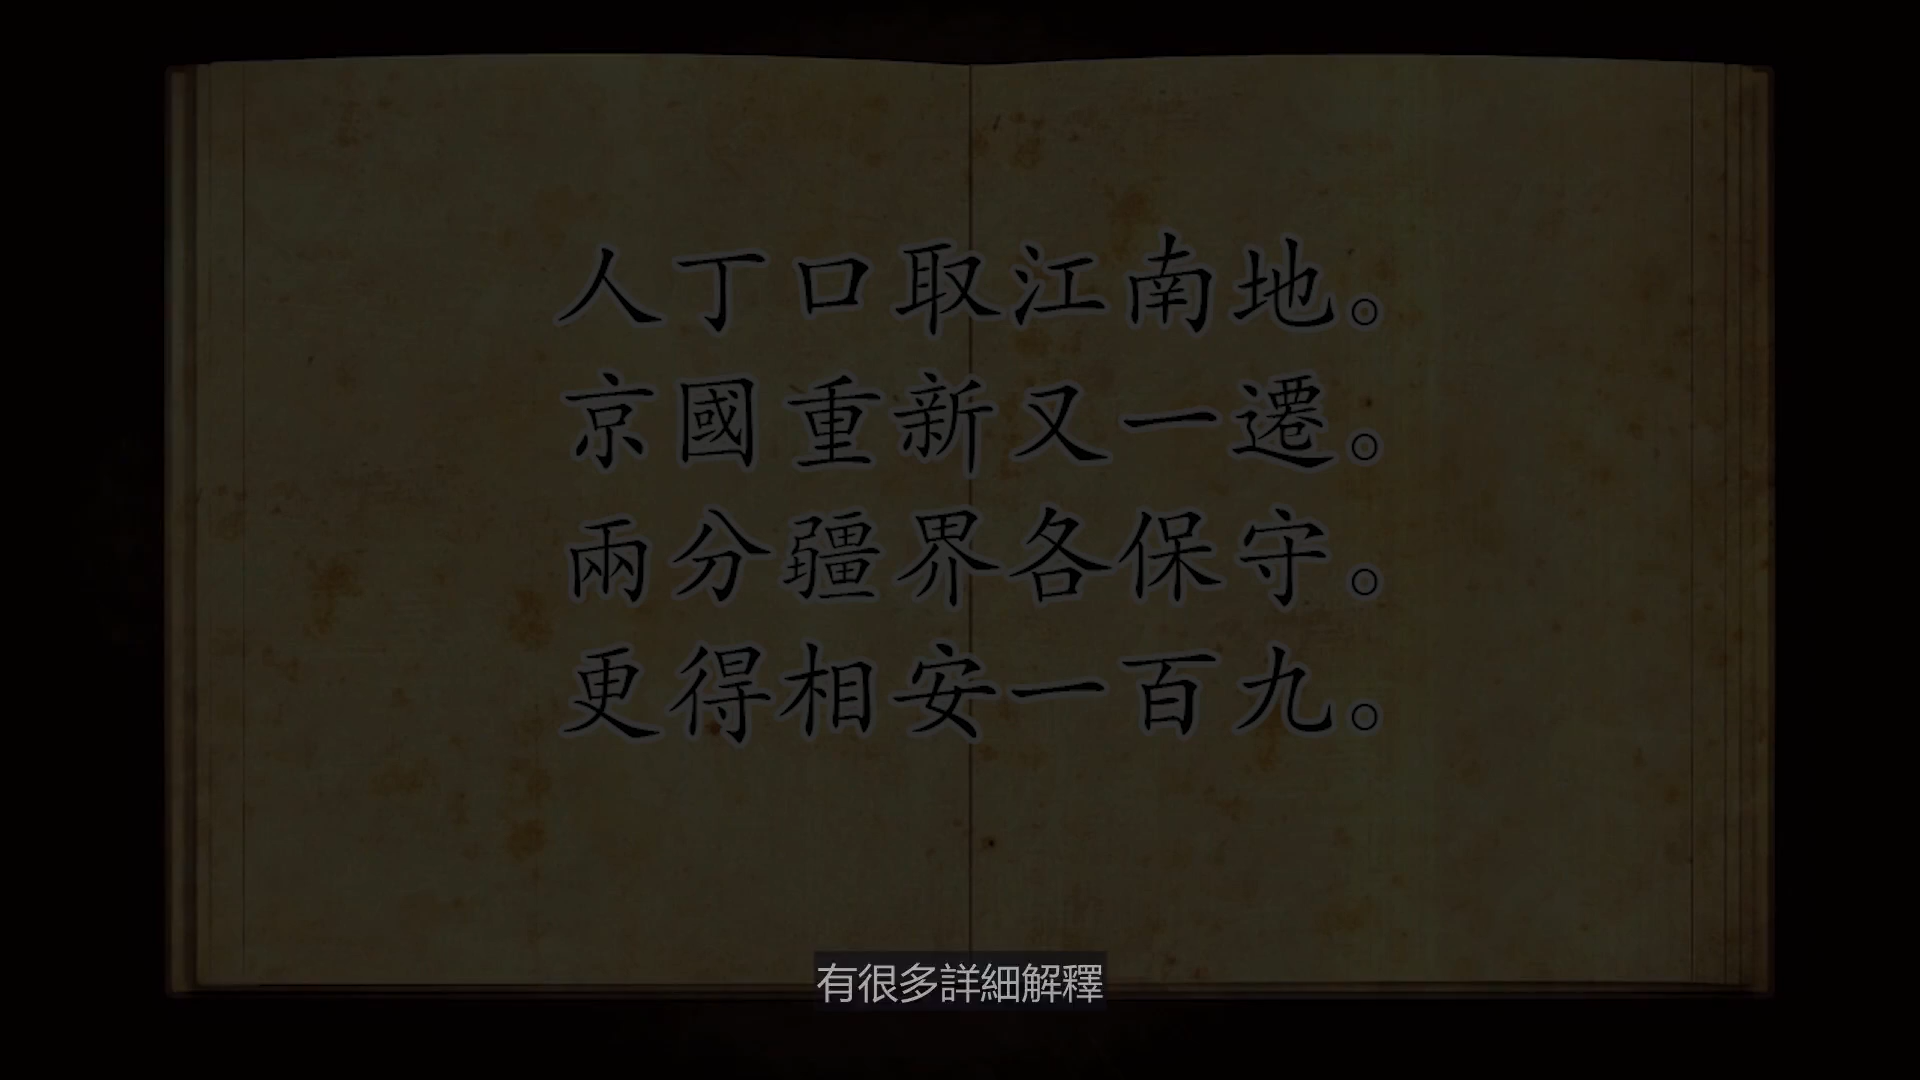 人丁口取江南地。
京國重新又一遷。
兩分疆界各保守。
更得相安一百九。
有很多詳細解釋